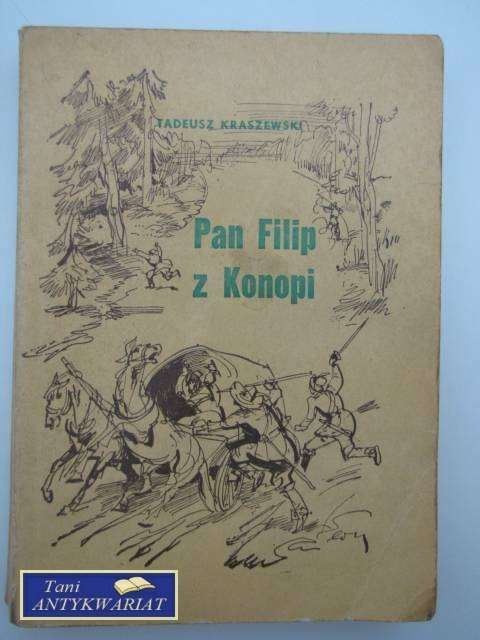 TADEUSZ KRASZEWSKI
Pan Filip
z Konopi
Tani
ANTYKWARIAT